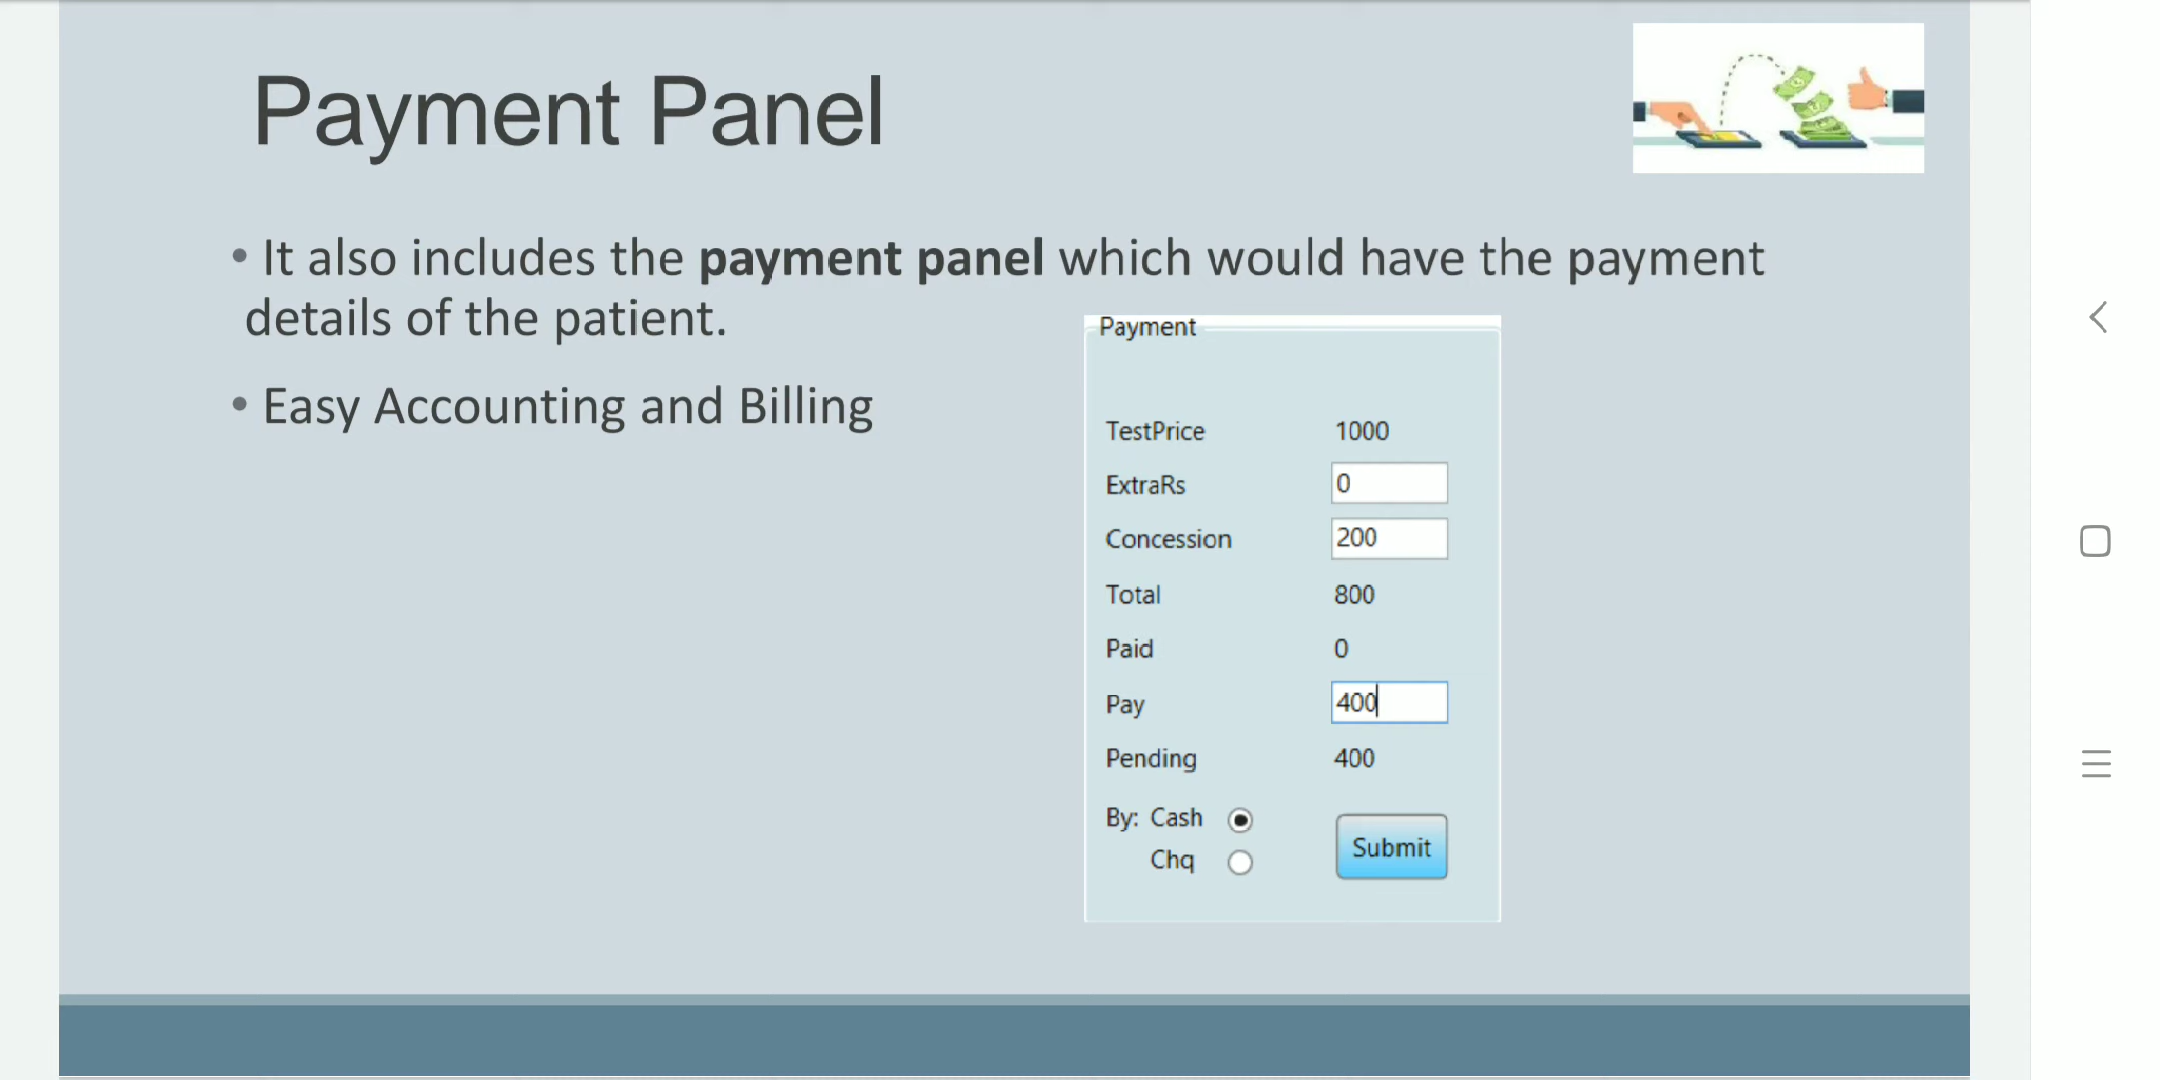 Payment Panel
• It also includes the payment panel which would have the payment
details of the patient.
• Easy Accounting and Billing
Payment
TestPrice 1000
ExtraRs 0
Concession 200
Total 800
Paid 0
Pay 400
Pending 400
By: Cash
Chq
Submit